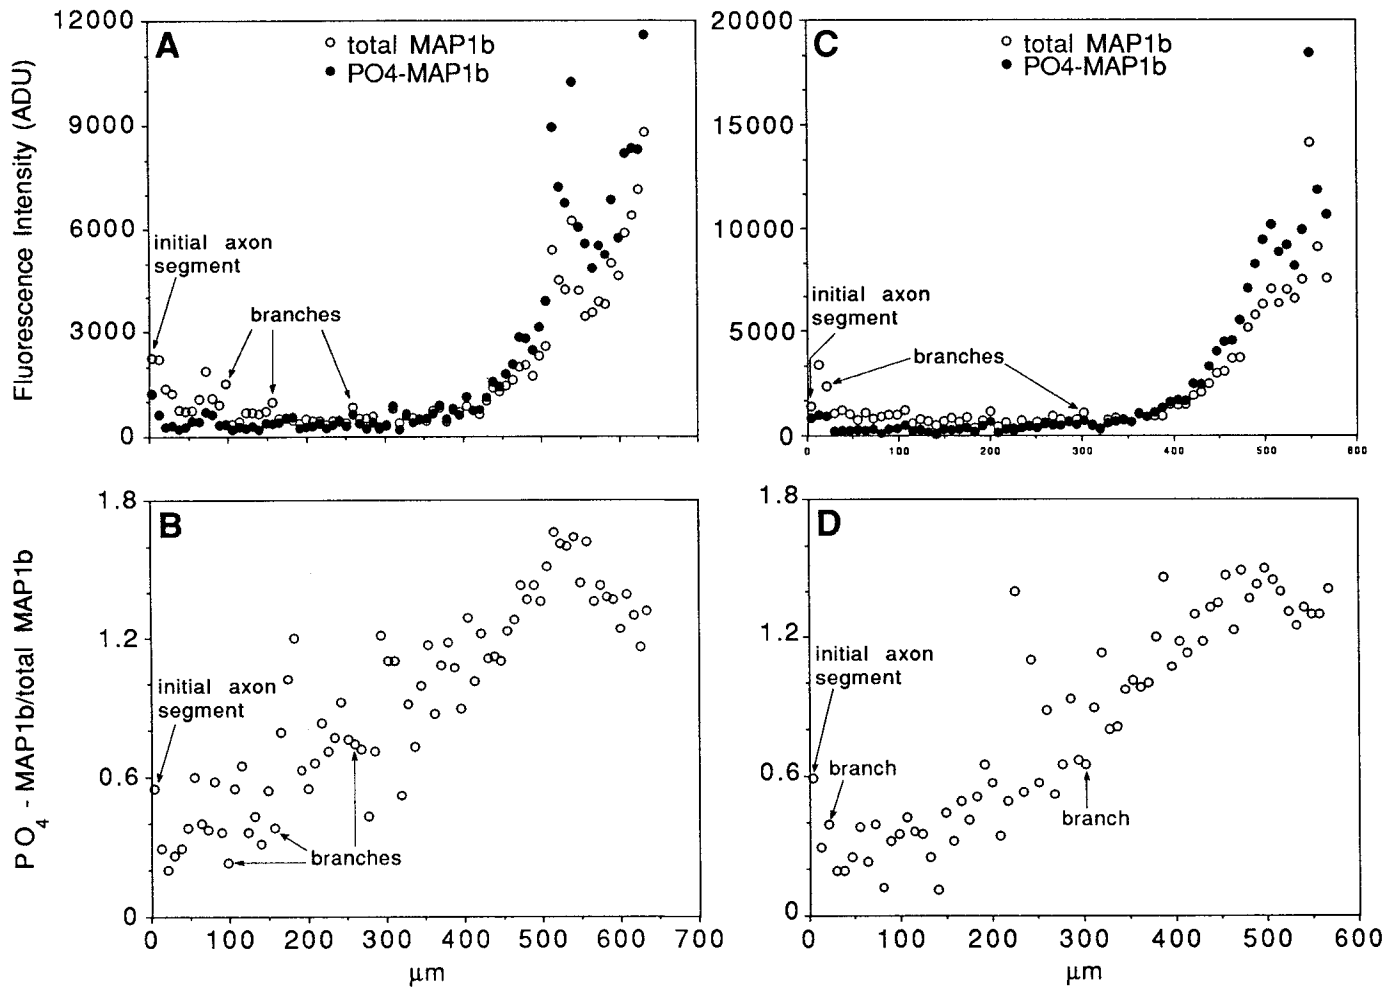 A
total MAP1b
PO4-MAP1b
12000
9000
6000
3000
0
Fluorescence Intensity (ADU)
initial axon
segment
branches
C
total MAP1b
PO4-MAP1b
20000
15000
10000
5000
0
initial axon
segment
branches
0 100 200 300 400 500 600
B
1.8
1.2
0.6
0
PO4 - MAP1b/total MAP1b
initial axon
segment
branches
0 100 200 300 400 500 600 700
µm
D
1.8
1.2
0.6
0
initial axon
segment
branch
branch
0 100 200 300 400 500 600
µm